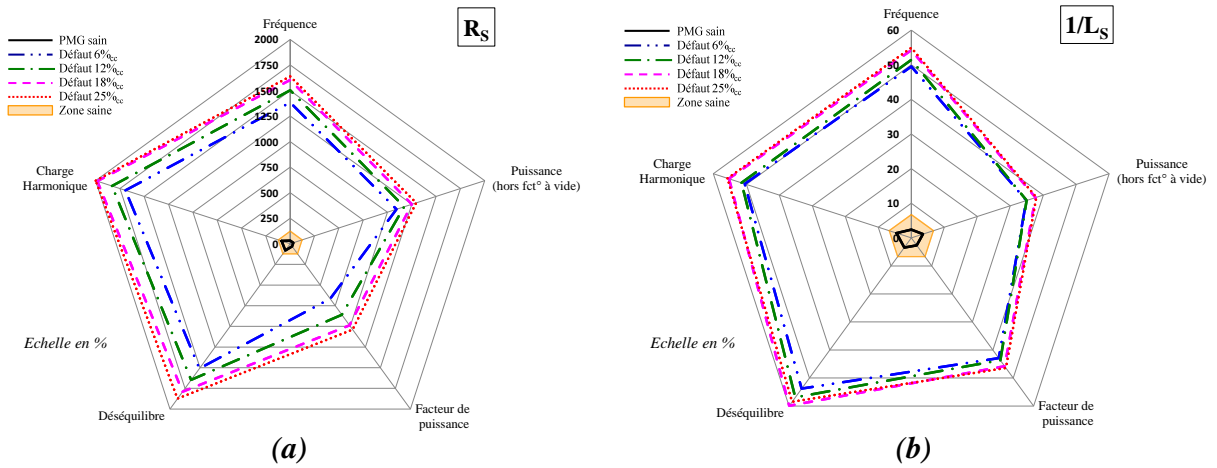 Fréquence
R_S
PMG sain
Défaut 6%cc
Défaut 12%cc
Défaut 18%cc
Défaut 25%cc
Zone saine
2000
1750
1500
1250
1000
750
500
250
0
Charge
Harmonique
Puissance
(hors fct° à vide)
Echelle en %
Déséquilibre
Facteur de
puissance
(a)
Fréquence
1/L_S
PMG sain
Défaut 6%cc
Défaut 12%cc
Défaut 18%cc
Défaut 25%cc
Zone saine
60
50
40
30
20
10
0
Charge
Harmonique
Puissance
(hors fct° à vide)
Echelle en %
Déséquilibre
Facteur de
puissance
(b)